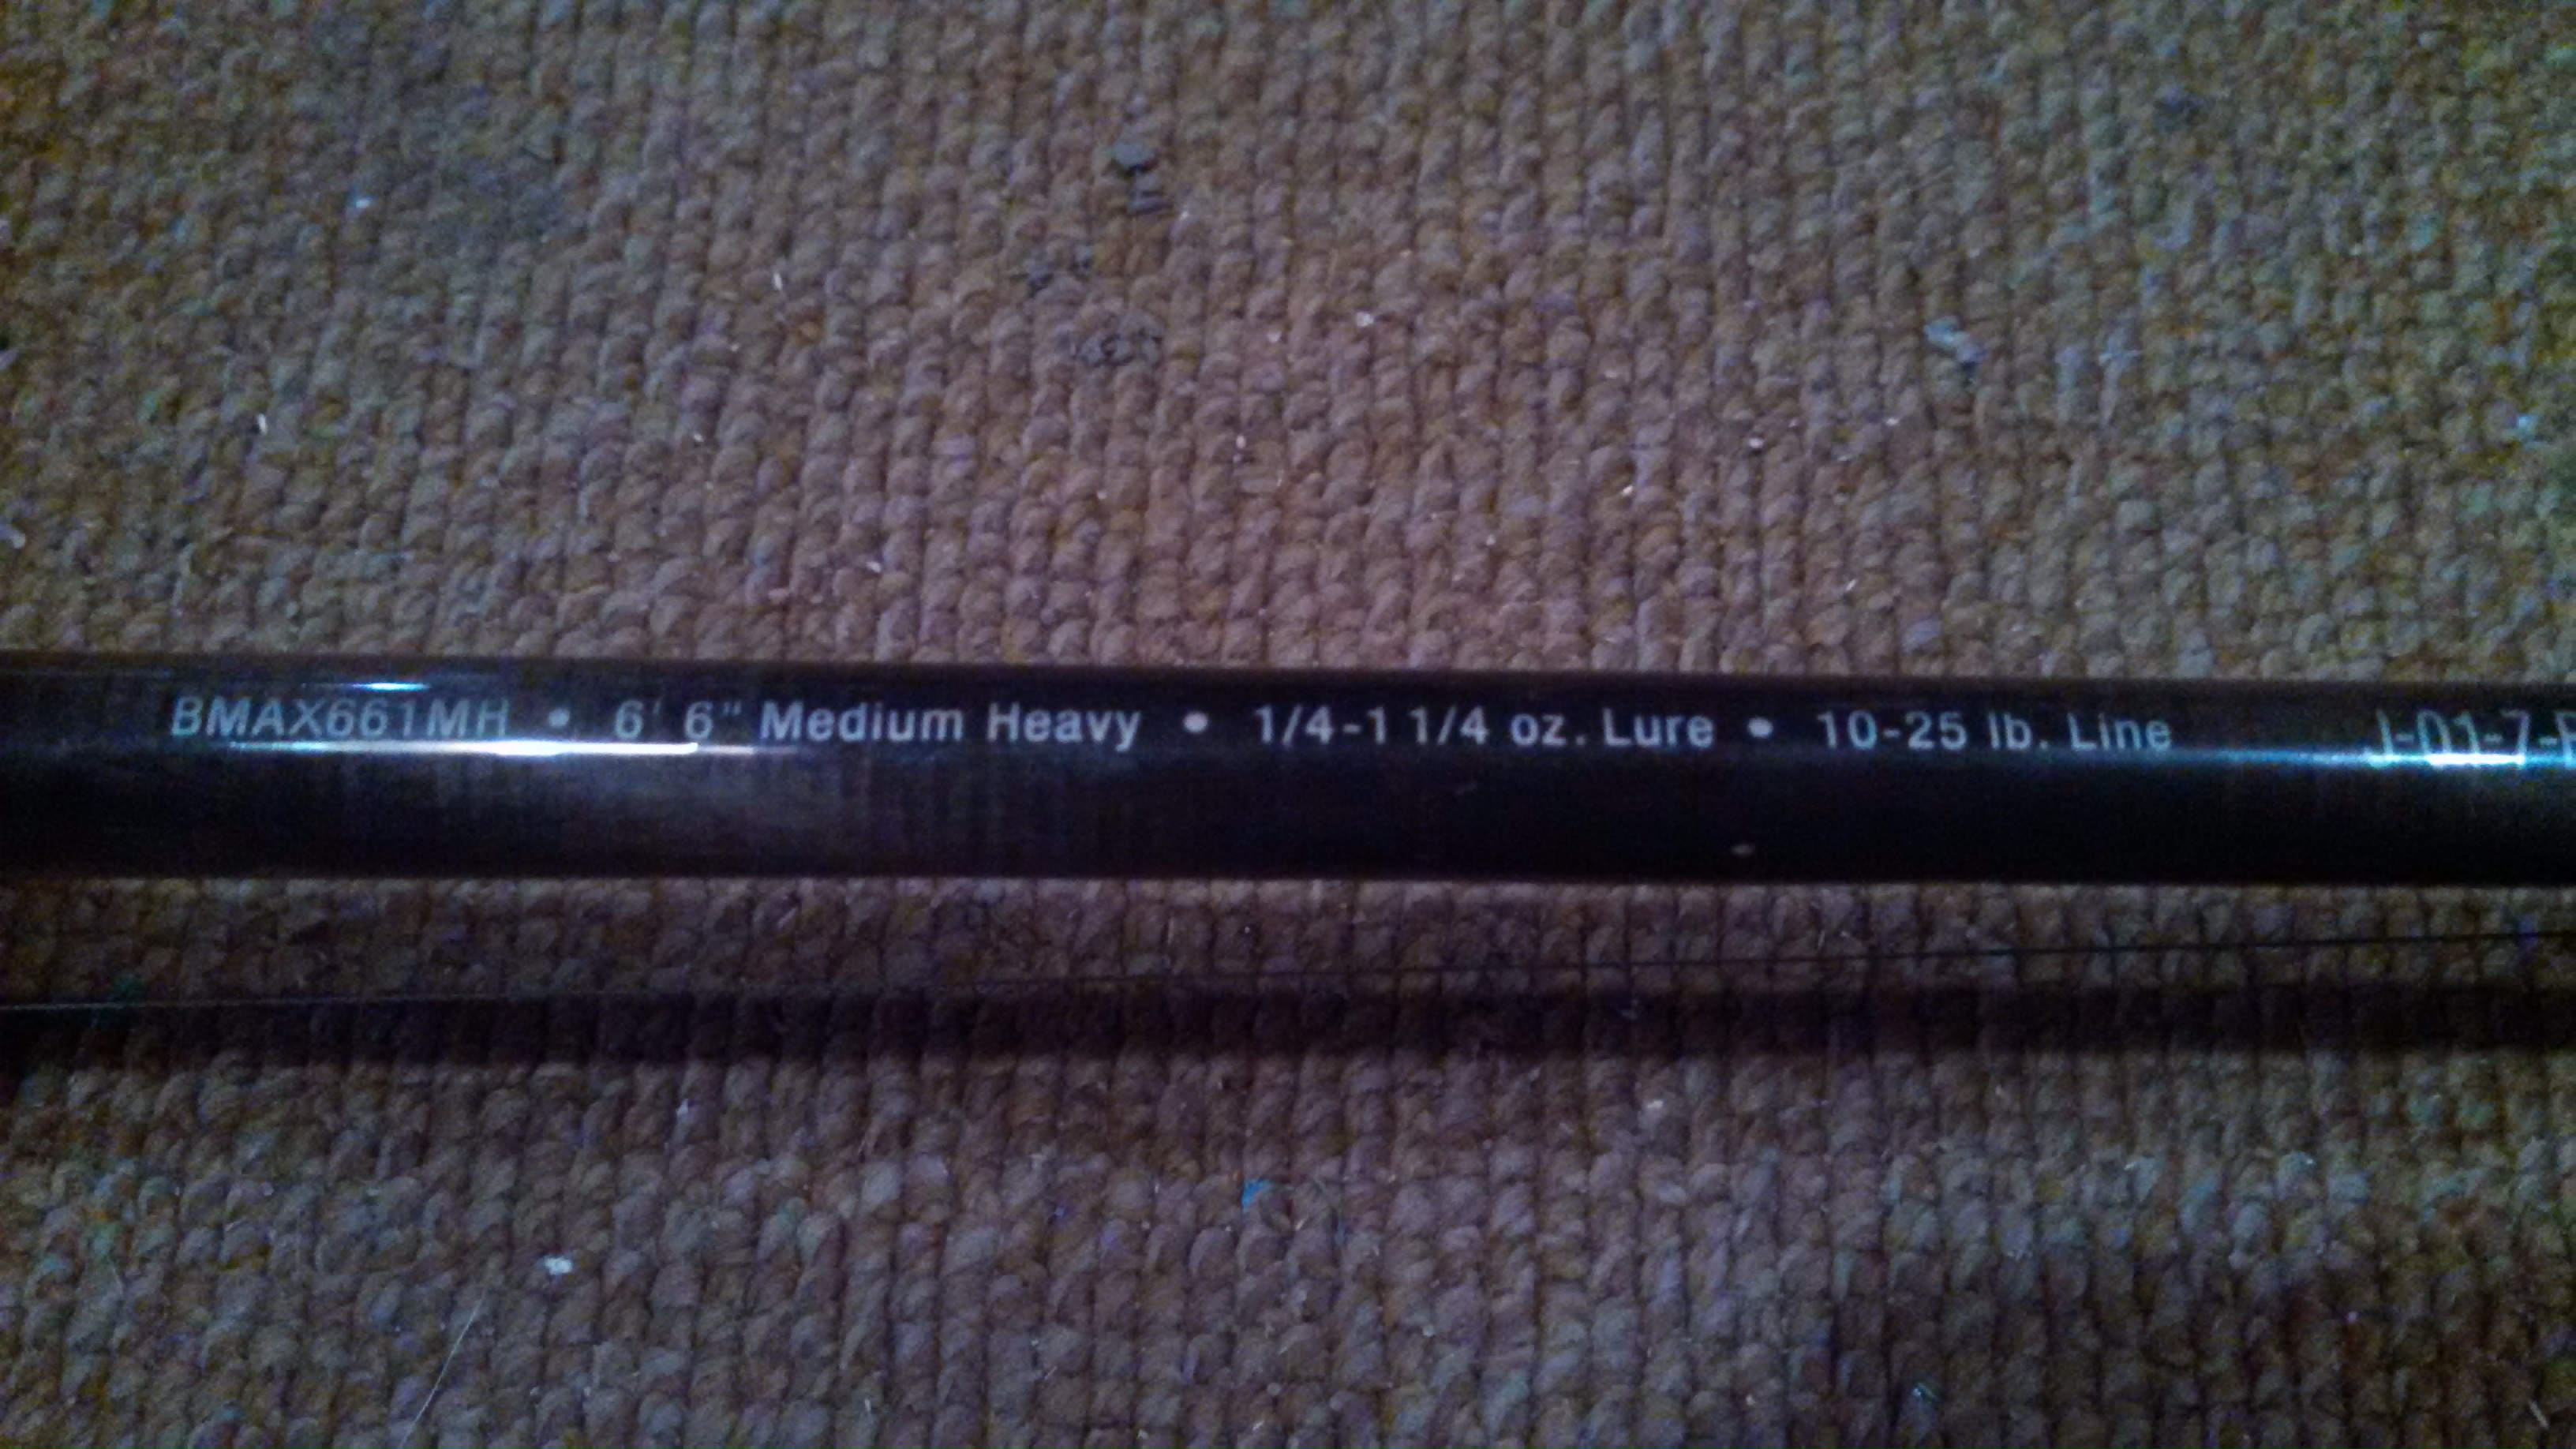 BMAX661MH • 6' 6" Medium Heavy • 1/4-1 1/4 oz. Lure • 10-25 lb. Line